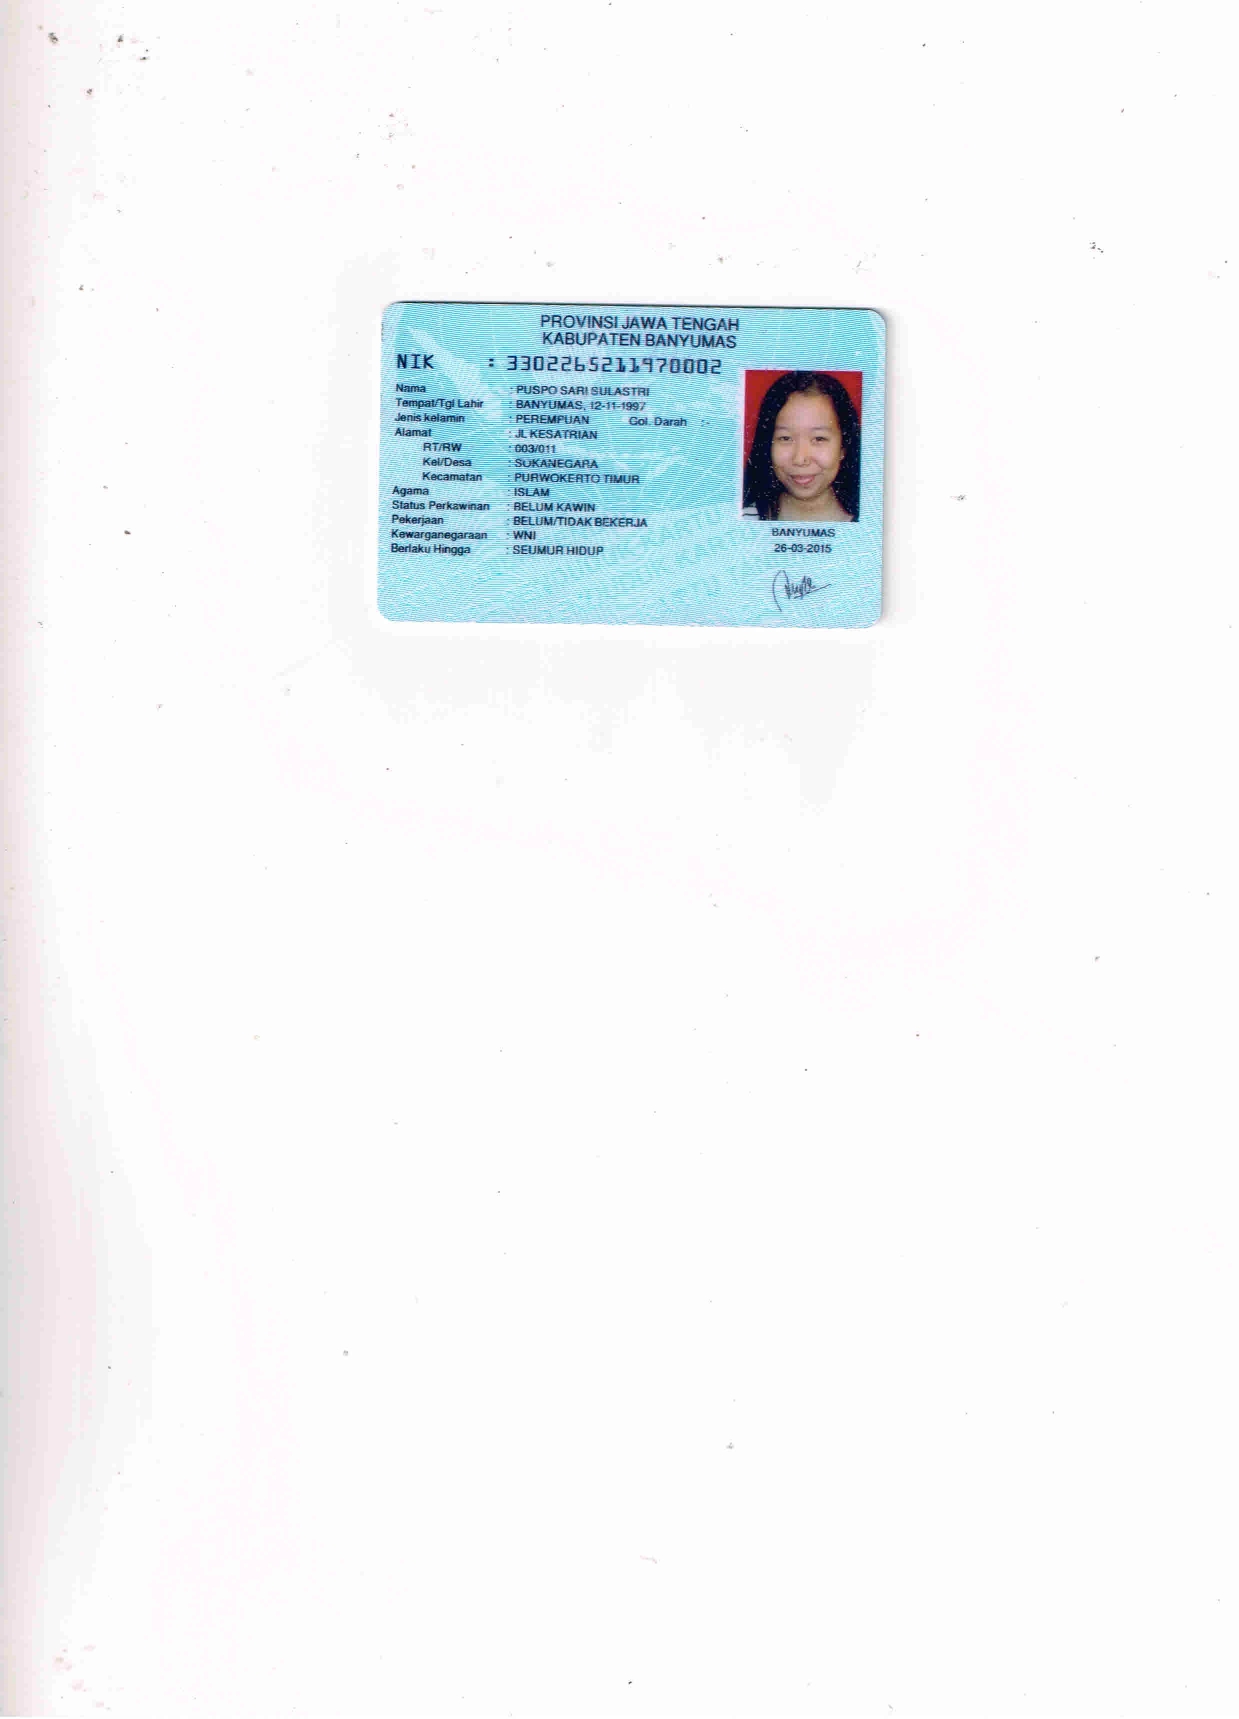 PROVINSI JAWA TENGAH
KABUPATEN BANYUMAS
NIK : 3302265211970002
Nama : PUSPO SARI SULASTRI
Tempat/Tgl Lahir : BANYUMAS, 12-11-1997
Jenis kelamin : PEREMPUAN Gol. Darah :-
Alamat : JL KESATRIAN
RT/RW : 003/011
Kel/Desa : SUKANEGARA
Kecamatan : PURWOKERTO TIMUR
Agama : ISLAM
Status Perkawinan : BELUM KAWIN
Pekerjaan : BELUM/TIDAK BEKERJA
Kewarganegaraan : WNI
Berlaku Hingga : SEUMUR HIDUP
BANYUMAS
26-03-2015